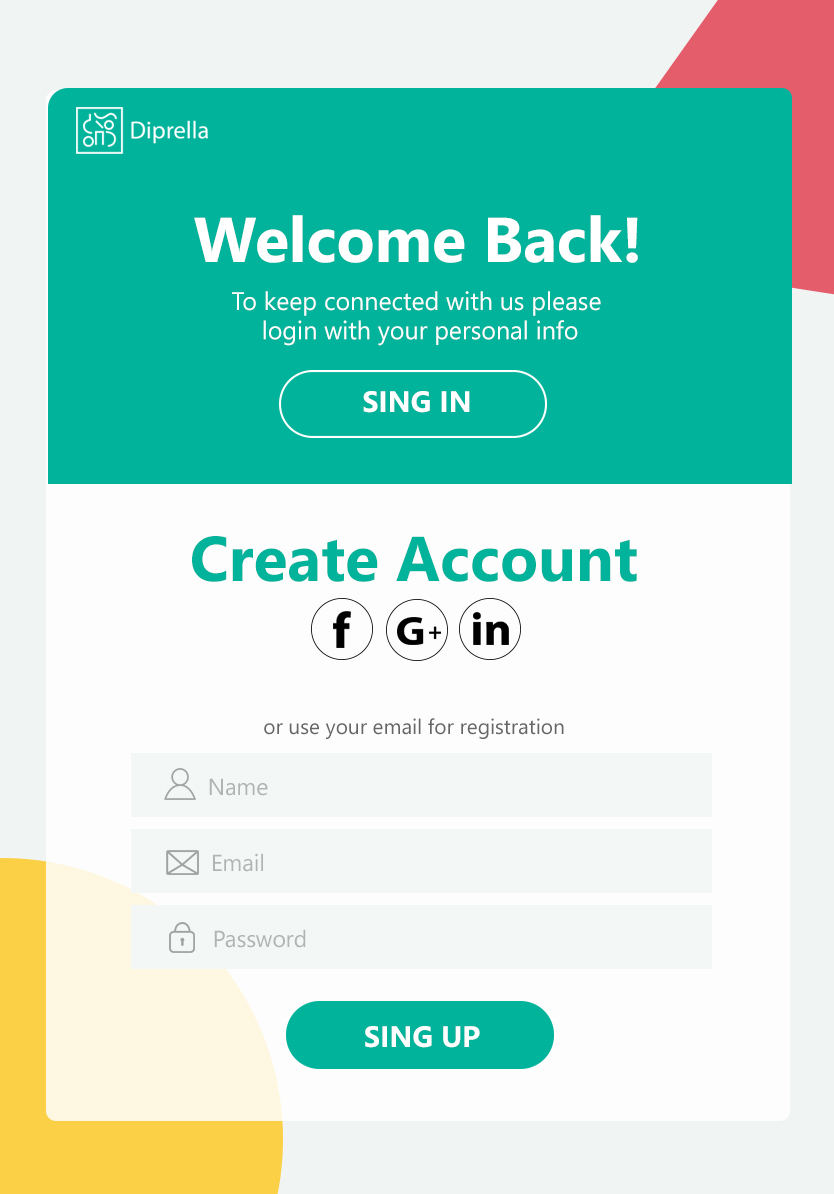 Diprella
Welcome Back!
To keep connected with us please
login with your personal info
SING IN
Create Account
f G+ in
or use your email for registration
Name
Email
Password
SING UP